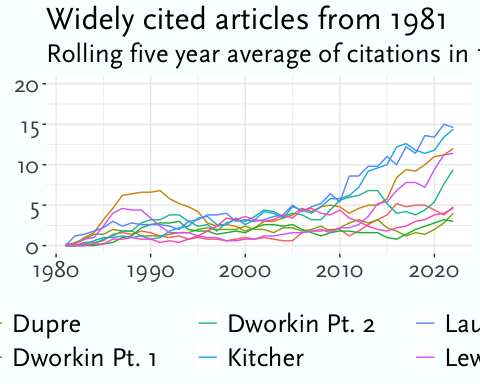 Widely cited articles from 1981
Rolling five year average of citations in
20
15
10
5
0
1980 1990 2000 2010 2020
Dupre Dworkin Pt. 2
Dworkin Pt. 1 Kitcher